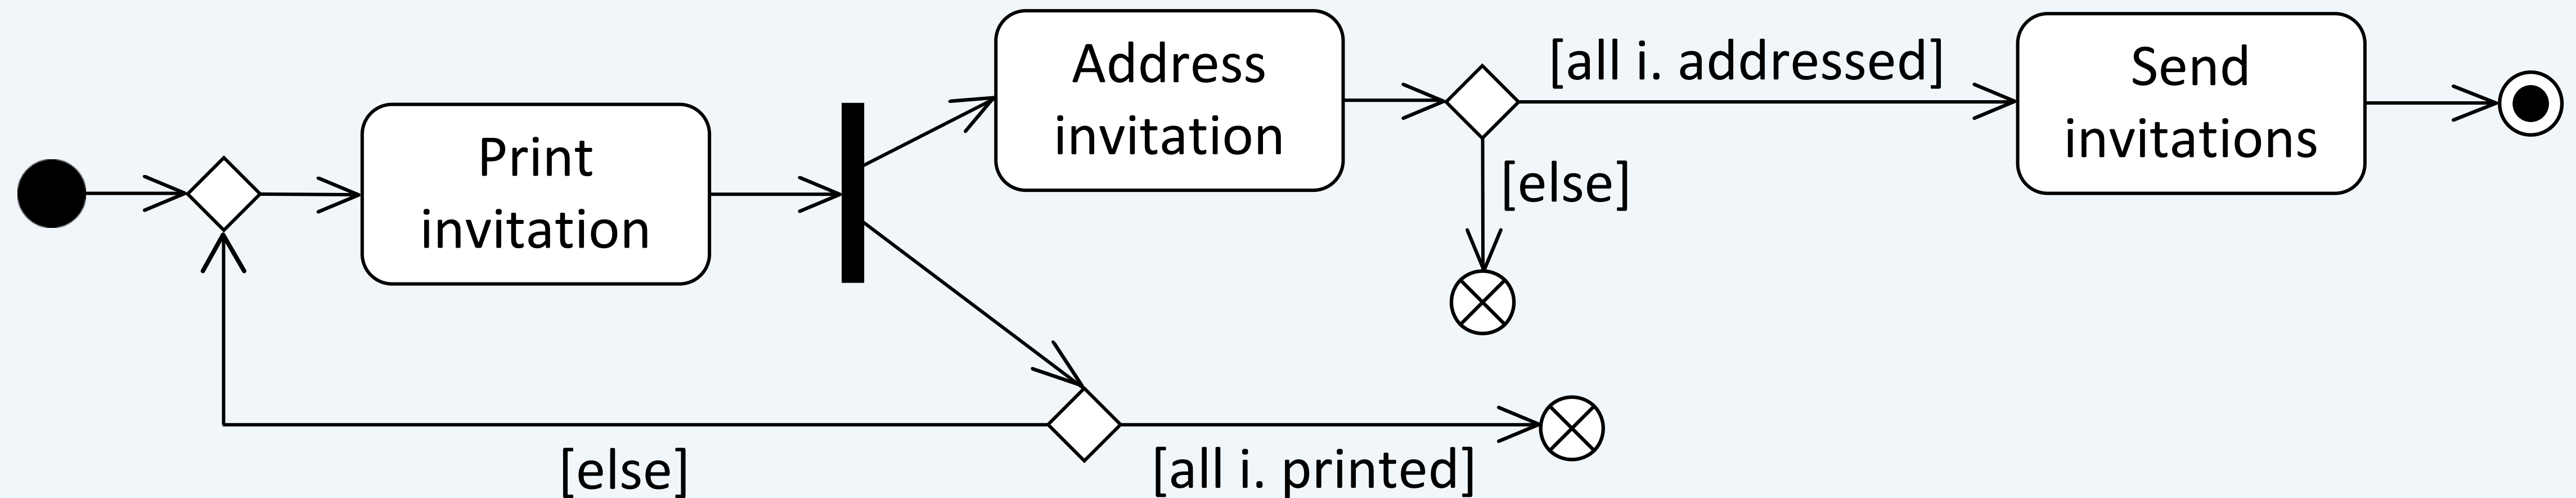 Print
invitation
Address
invitation
[all i. addressed]
[else]
Send
invitations
[else]
[all i. printed]